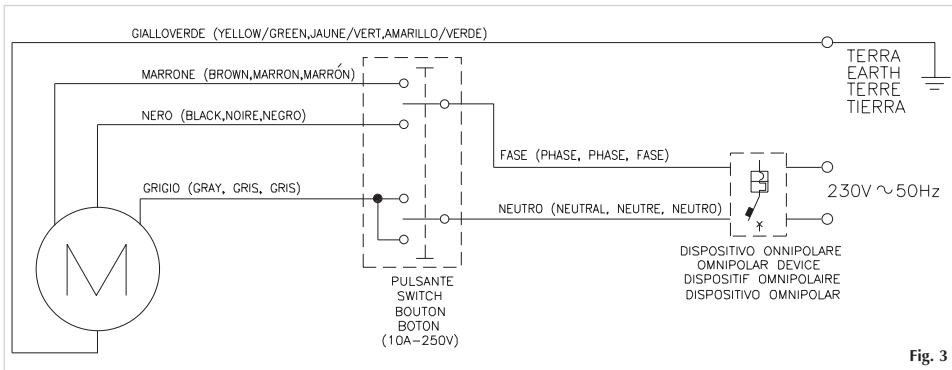 GIALLOVERDE (YELLOW/GREEN,JAUNE/VERT,AMARILLO/VERDE)
TERRA
EARTH
TERRE
TIERRA
MARRONE (BROWN,MARRON,MARRÓN)
NERO (BLACK,NOIRE,NEGRO)
FASE (PHASE, PHASE, FASE)
230V ~ 50Hz
GRIGIO (GRAY, GRIS, GRIS)
NEUTRO (NEUTRAL, NEUTRE, NEUTRO)
M
DISPOSITIVO ONNIPOLARE
OMNIPOLAR DEVICE
DISPOSITIF OMNIPOLAIRE
DISPOSITIVO OMNIPOLAR
PULSANTE
SWITCH
BOUTON
BOTON
(10A-250V)
Fig. 3